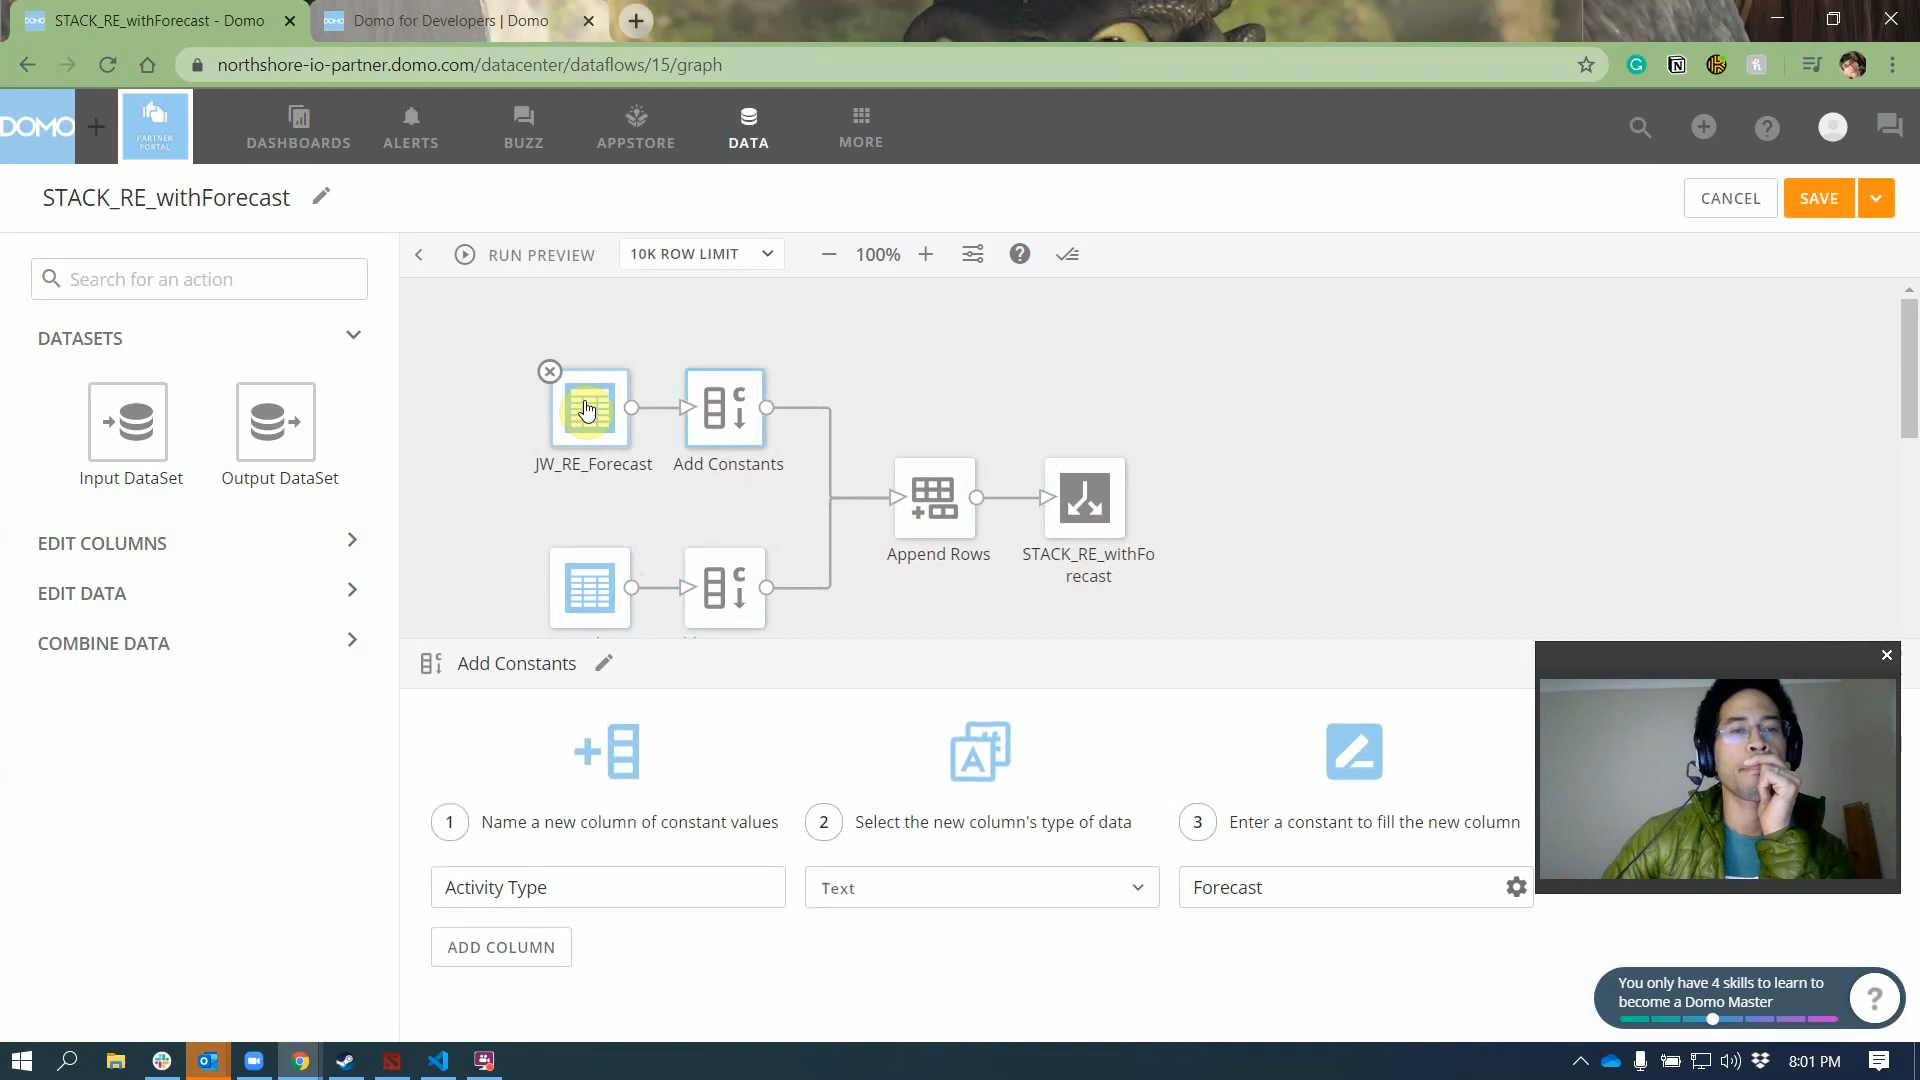 STACK_RE_withForecast - Domo
Domo for Developers | Domo
northshore-io-partner.domo.com/datacenter/dataflows/15/graph
DOMO
PARTNER
PORTAL
DASHBOARDS
ALERTS
BUZZ
APPSTORE
DATA
MORE
STACK_RE_withForecast
CANCEL
SAVE
RUN PREVIEW
10K ROW LIMIT
100%
Search for an action
DATASETS
Input DataSet
Output DataSet
EDIT COLUMNS
EDIT DATA
COMBINE DATA
JW_RE_Forecast
Add Constants
Append Rows
STACK_RE_withFo
recast
Add Constants
1 Name a new column of constant values
2 Select the new column's type of data
3 Enter a constant to fill the new column
Activity Type
Text
Forecast
ADD COLUMN
You only have 4 skills to learn to
become a Domo Master
8:01 PM